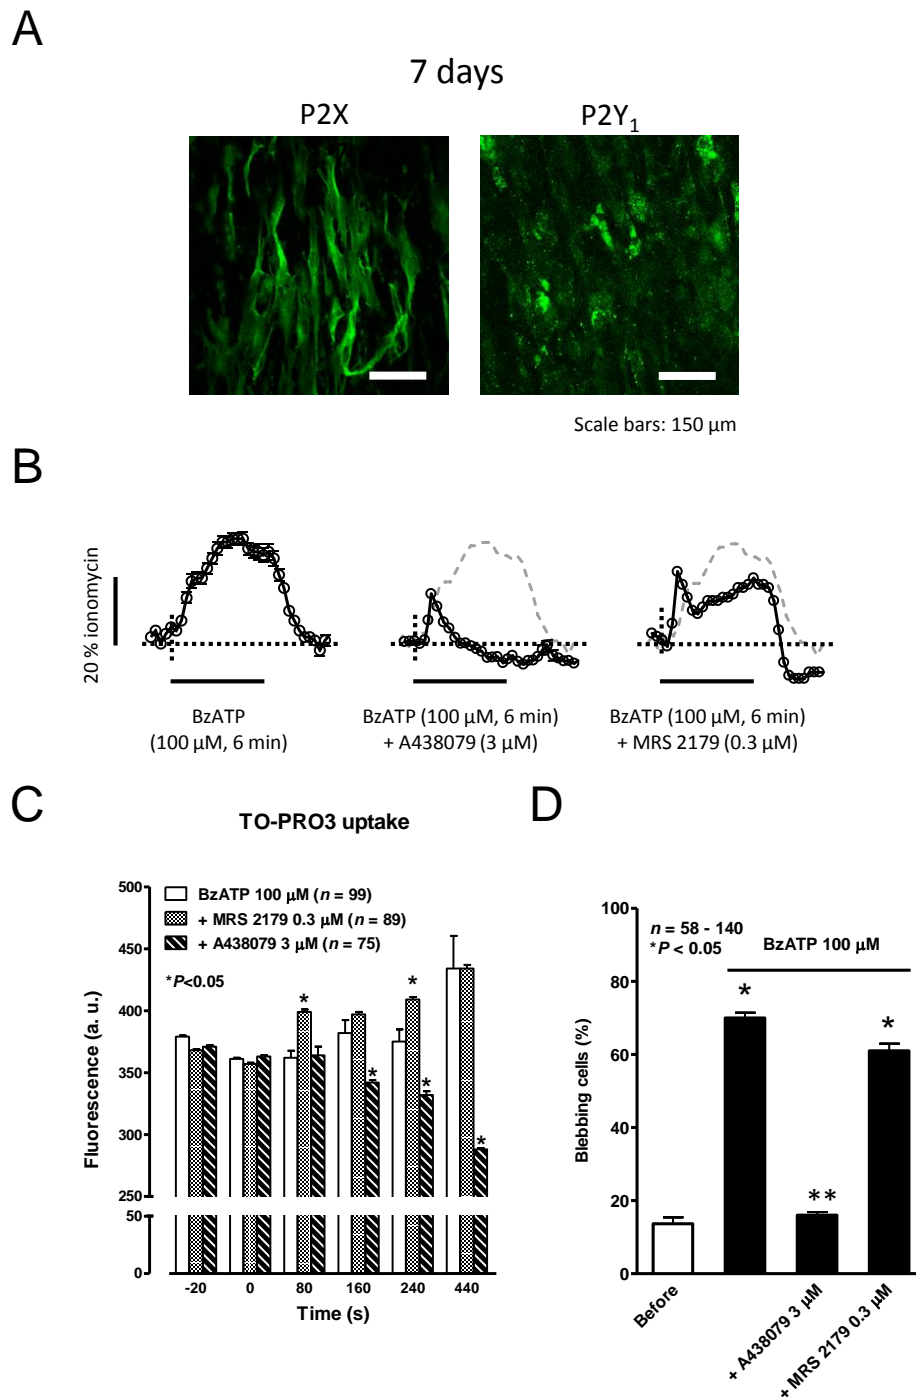 A
7 days
P2X
P2Y₁
Scale bars: 150 µm
B
20 % ionomycin
BzATP
(100 µM, 6 min)
BzATP (100 µM, 6 min)
+ A438079 (3 µM)
BzATP (100 µM, 6 min)
+ MRS 2179 (0.3 µM)
C
TO-PRO3 uptake
BzATP 100 µM (n = 99)
+ MRS 2179 0.3 µM (n = 89)
+ A438079 3 µM (n = 75)
*P<0.05
Fluorescence (a. u.)
500
450
400
350
300
250
50
0
* * * * *
-20 0 80 160 240 440
Time (s)
D
n = 58 - 140
*P < 0.05
BzATP 100 µM
Blebbing cells (%)
100
80
60
40
20
0
* ** *
Before
+ A438079 3 µM
+ MRS 2179 0.3 µM